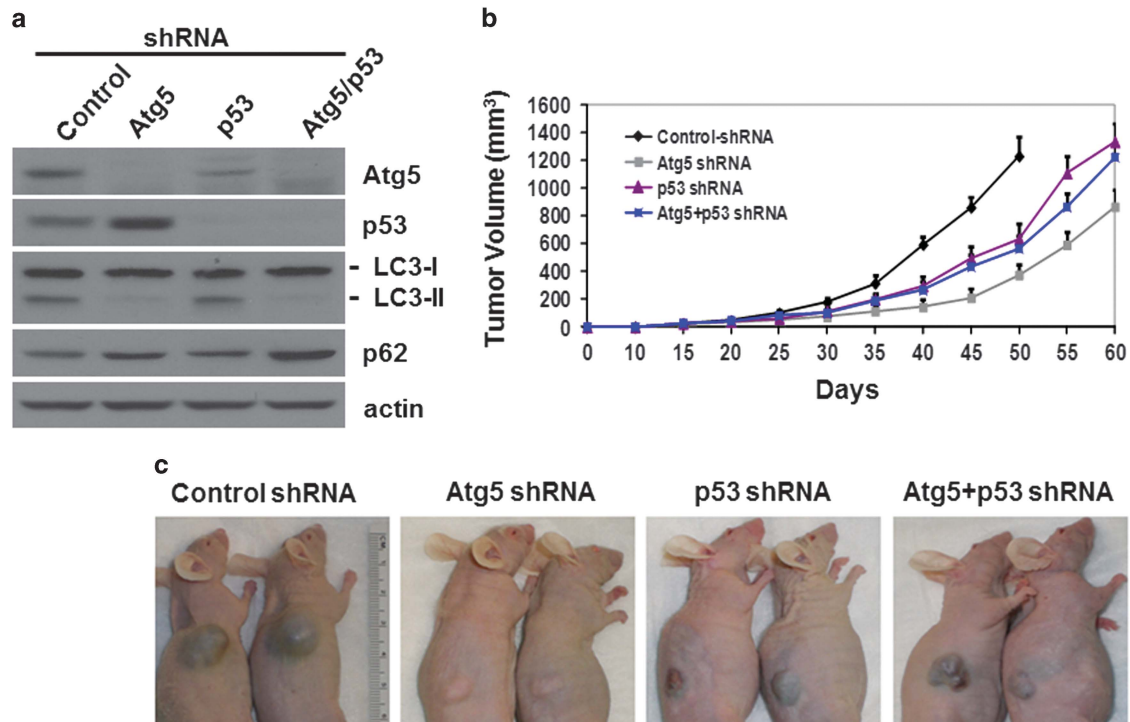 a
shRNA
Control
Atg5
p53
Atg5/p53
Atg5
p53
- LC3-I
- LC3-II
p62
actin
b
Tumor Volume (mm³)
1600
1400
1200
1000
800
600
400
200
0
Control-shRNA
Atg5 shRNA
p53 shRNA
Atg5+p53 shRNA
0 10 15 20 25 30 35 40 45 50 55 60
Days
c
Control shRNA
Atg5 shRNA
p53 shRNA
Atg5+p53 shRNA